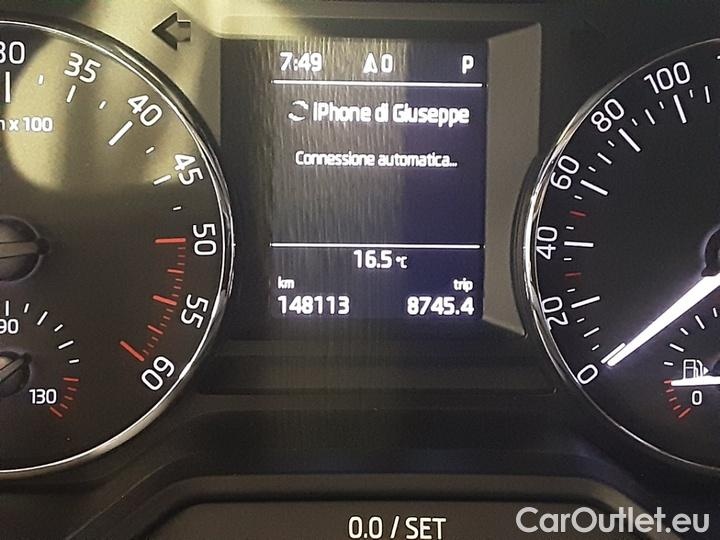 30
35
40
45
50
55
60
n x 100
90
130
7:49 A 0 P
iPhone di Giuseppe
Connessione automatica...
16.5 °C
km trip
148113 8745.4
0.0 / SET
100
80
60
40
20
0
0
CarOutlet.eu